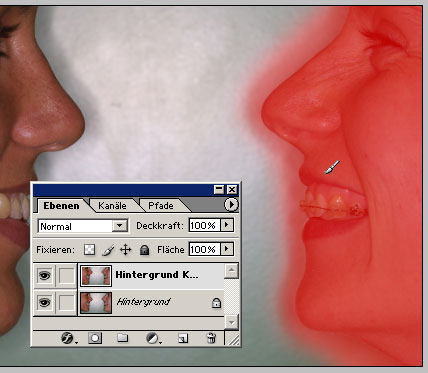 Ebenen Kanäle Pfade
Normal Deckkraft: 100%
Fixieren: Fläche 100%
Hintergrund K...
Hintergrund